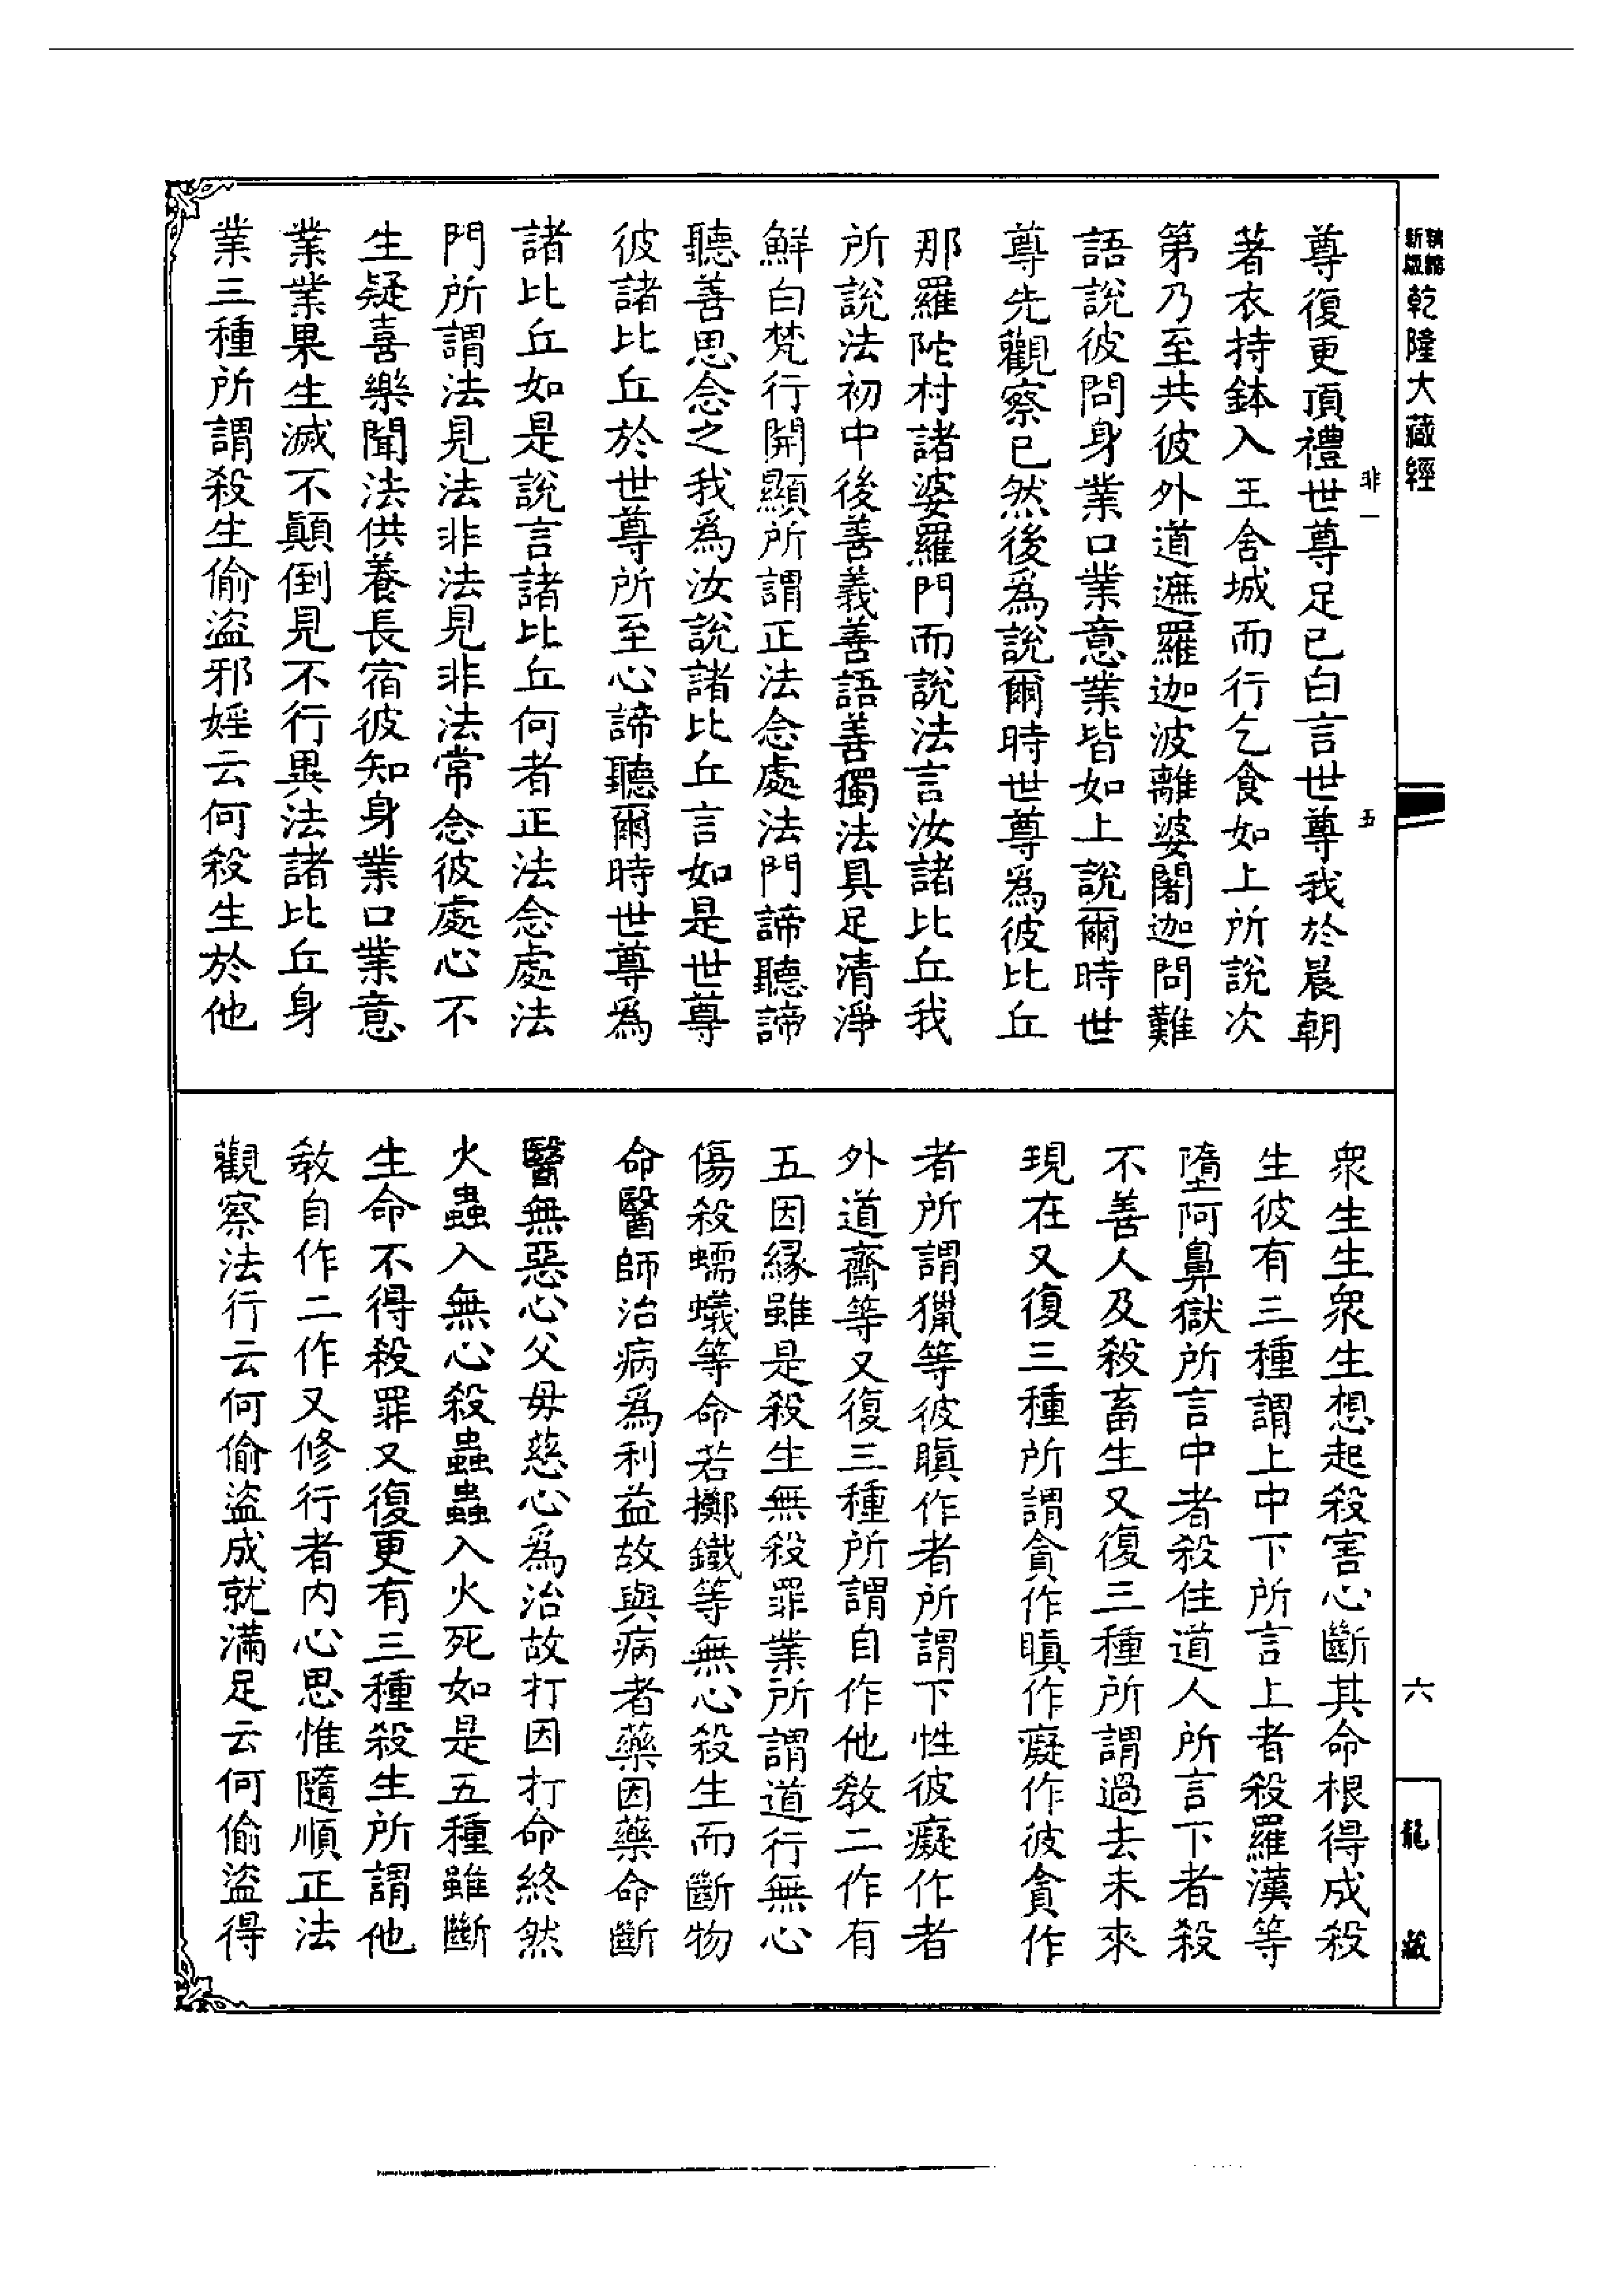 新編縮版
乾隆大藏經
非一
五
尊復更頂禮世尊足已白言世尊我於晨朝
著衣持鉢入王舍城而行乞食如上所說次
第乃至共彼外道遮羅迦波離婆闍迦問難
語說彼問身業口業意業皆如上說爾時世
尊先觀察已然後爲說爾時世尊爲彼比丘
那羅陀村諸婆羅門而說法言汝諸比丘我
所說法初中後善義善語善獨法具足清淨
鮮白梵行開顯所謂正法念處法門諦聽諦
聽善思念之我爲汝說諸比丘言如是世尊
彼諸比丘於世尊所至心諦聽爾時世尊爲
諸比丘如是說言諸比丘何者正法念處法
門所謂法見法非法見非法常念彼處心不
生疑喜樂聞法供養長宿彼知身業口業意
業業果生滅不顚倒見不行異法諸比丘身
業三種所謂殺生偷盜邪婬云何殺生於他
衆生生衆生想起殺害心斷其命根得成殺
生彼有三種謂上中下所言上者殺羅漢等
墮阿鼻獄所言中者殺住道人所言下者殺
不善人及殺畜生又復三種所謂過去未來
現在又復三種所謂貪作瞋作癡作彼貪作
者所謂獵等彼瞋作者所謂下性彼癡作者
外道齋等又復三種所謂自作他教二作有
五因緣雖是殺生無殺罪業所謂道行無心
傷殺蠕蟻等命若擲鐵等無心殺生而斷物
命醫師治病爲利益故與病者藥因藥命斷
醫無惡心父母慈心爲治故打因打命終然
火蟲入無心殺蟲蟲入火死如是五種雖斷
生命不得殺罪又復更有三種殺生所謂他
教自作二作又修行者內心思惟隨順正法
觀察法行云何偷盜成就滿足云何偷盜得
六
龍藏